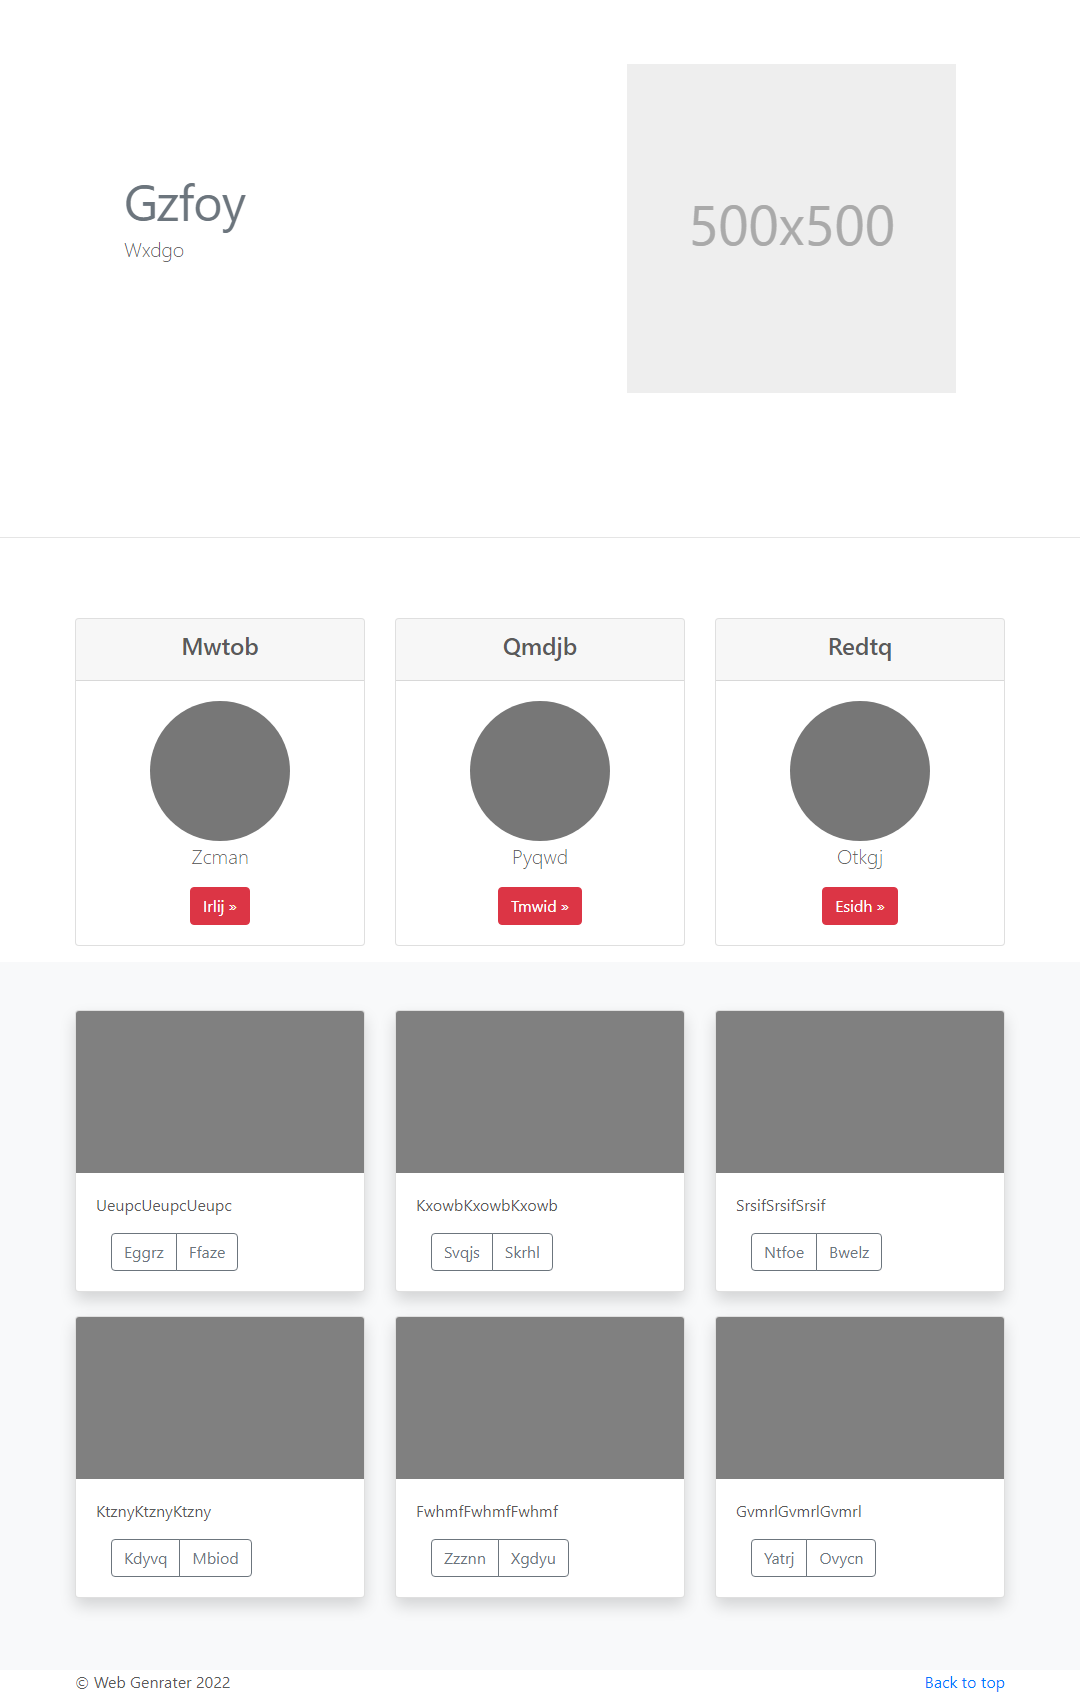 Gzfoy
Wxdgo
500x500
Mwtob
Qmdjb
Redtq
Zcman
Pyqwd
Otkgj
Irlij »
Tmwid »
Esidh »
UeupcUeupcUeupc
KxowbKxowbKxowb
SrsifSrsifSrsif
Eggrz Ffaze
Svqjs Skrhl
Ntfoe Bwelz
KtznyKtznyKtzny
FwhmfFwhmfFwhmf
GvmrlGvmrlGvmrl
Kdyvq Mbiod
Zzznn Xgdyu
Yatrj Ovycn
© Web Genrater 2022
Back to top